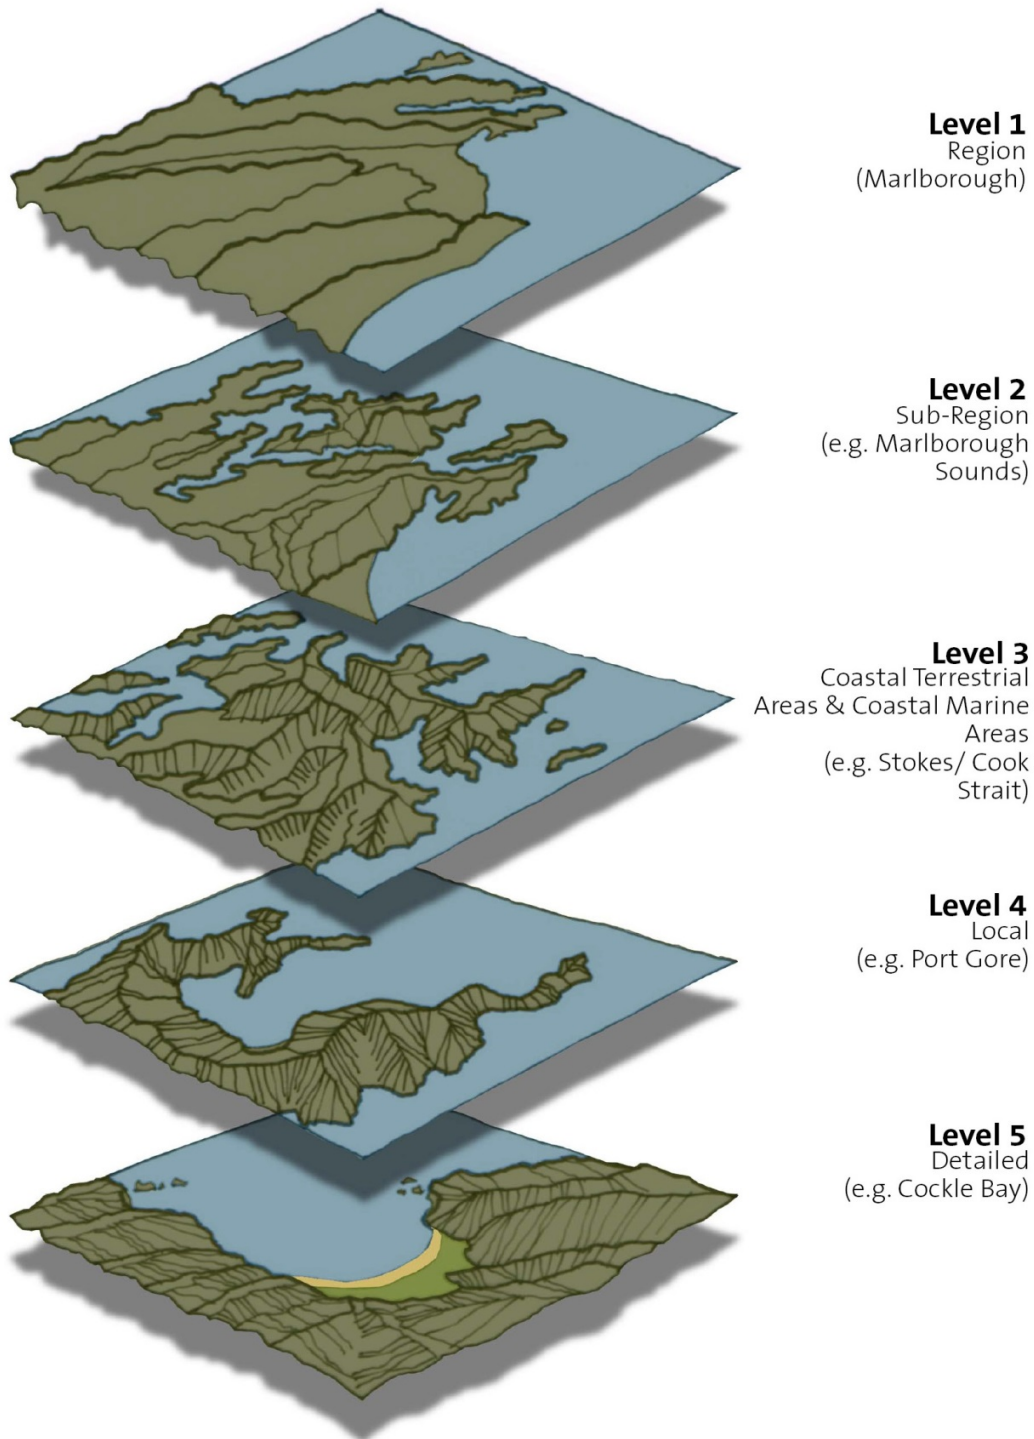 Level 1
Region
(Marlborough)
Level 2
Sub-Region
(e.g. Marlborough
Sounds)
Level 3
Coastal Terrestrial
Areas & Coastal Marine
Areas
(e.g. Stokes/ Cook
Strait)
Level 4
Local
(e.g. Port Gore)
Level 5
Detailed
(e.g. Cockle Bay)